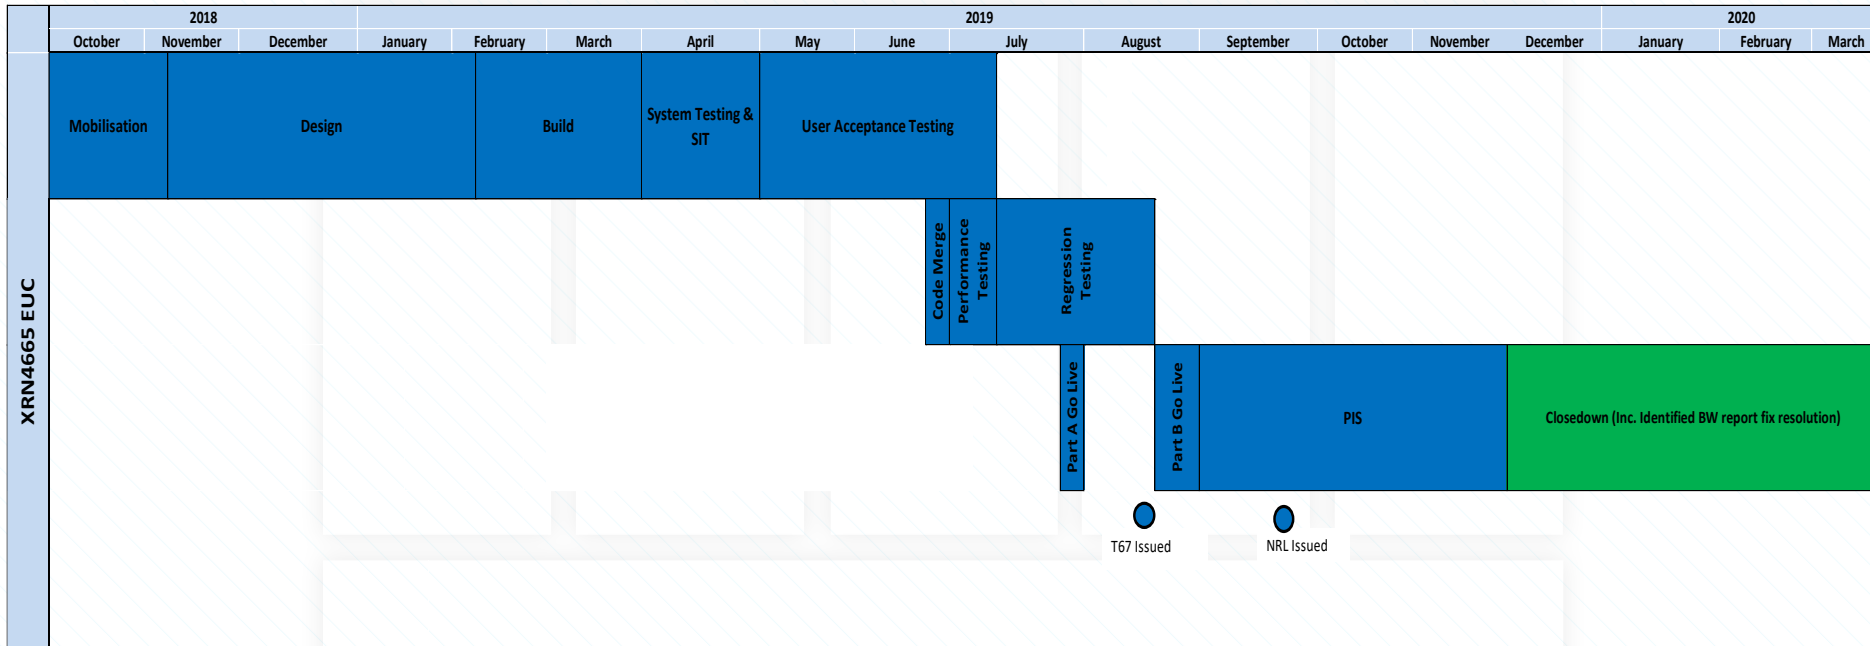 2018
2019
2020
October
November
December
January
February
March
April
May
June
July
August
September
October
November
December
January
February
March
XRN4665 EUC
Mobilisation
Design
Build
System Testing &
SIT
User Acceptance Testing
Code Merge
Performance
Testing
Regression
Testing
Part A Go Live
Part B Go Live
PIS
Closedown (Inc. Identified BW report fix resolution)
T67 Issued
NRL Issued